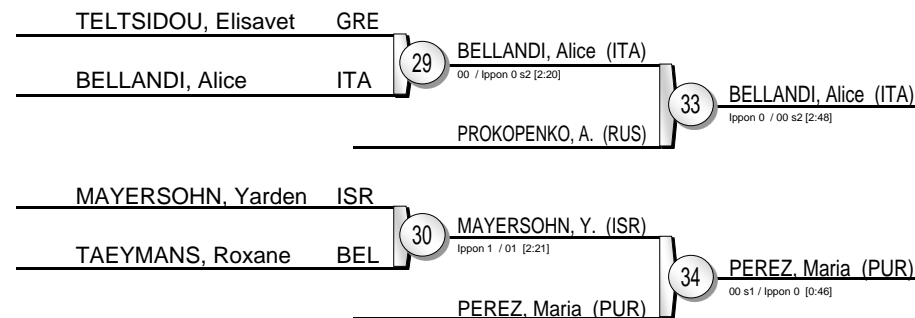 TELTSIDOU, Elisavet GRE
29
BELLANDI, Alice (ITA)
00 / Ippon 0 s2 [2:20]
BELLANDI, Alice ITA
33
BELLANDI, Alice (ITA)
Ippon 0 / 00 s2 [2:48]
PROKOPENKO, A. (RUS)
MAYERSOHN, Yarden ISR
30
MAYERSOHN, Y. (ISR)
Ippon 1 / 01 [2:21]
TAEYMANS, Roxane BEL
34
PEREZ, Maria (PUR)
00 s1 / Ippon 0 [0:46]
PEREZ, Maria (PUR)